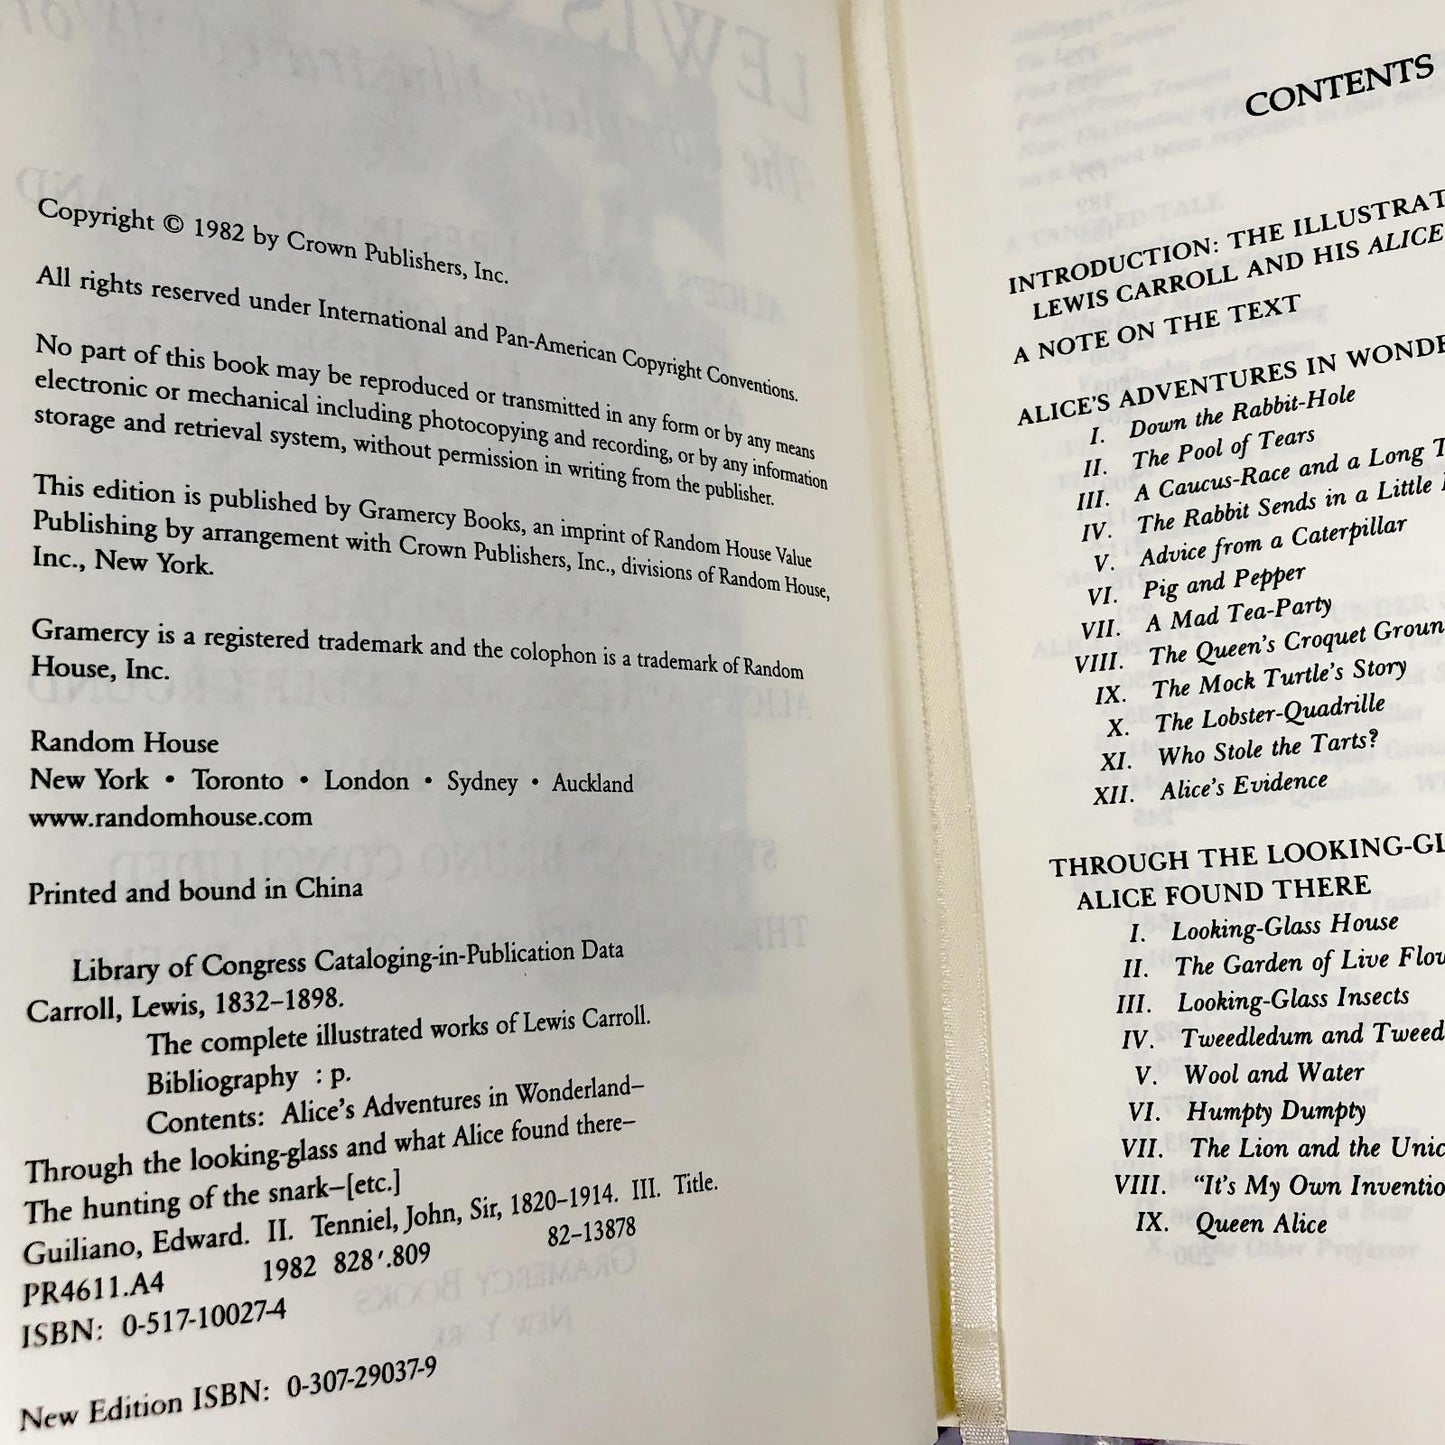 Copyright © 1982 by Crown Publishers, Inc.
All rights reserved under International and Pan-American Copyright Conventions.
No part of this book may be reproduced or transmitted in any form or by any means
electronic or mechanical including photocopying and recording, or by any information
storage and retrieval system, without permission in writing from the publisher.
This edition is published by Gramercy Books, an imprint of Random House Value
Publishing by arrangement with Crown Publishers, Inc., divisions of Random House,
Inc., New York.
Gramercy is a registered trademark and the colophon is a trademark of Random
House, Inc.
Random House
New York • Toronto • London • Sydney • Auckland
www.randomhouse.com
Printed and bound in China
Library of Congress Cataloging-in-Publication Data
Carroll, Lewis, 1832–1898.
The complete illustrated works of Lewis Carroll.
Bibliography : p.
Contents: Alice's Adventures in Wonderland–
Through the looking-glass and what Alice found there–
The hunting of the snark–[etc.]
Guiliano, Edward. II. Tenniel, John, Sir, 1820–1914. III. Title.
PR4611.A4 1982 828'.809 82–13878
ISBN: 0-517-10027-4
New Edition ISBN: 0-307-29037-9
CONTENTS
INTRODUCTION: THE ILLUSTRAT
LEWIS CARROLL AND HIS ALICE
A NOTE ON THE TEXT
ALICE'S ADVENTURES IN WONDE
I. Down the Rabbit-Hole
II. The Pool of Tears
III. A Caucus-Race and a Long T
IV. The Rabbit Sends in a Little
V. Advice from a Caterpillar
VI. Pig and Pepper
VII. A Mad Tea-Party
VIII. The Queen's Croquet Groun
IX. The Mock Turtle's Story
X. The Lobster-Quadrille
XI. Who Stole the Tarts?
XII. Alice's Evidence
THROUGH THE LOOKING-GL
ALICE FOUND THERE
I. Looking-Glass House
II. The Garden of Live Flow
III. Looking-Glass Insects
IV. Tweedledum and Tweed
V. Wool and Water
VI. Humpty Dumpty
VII. The Lion and the Unic
VIII. "It's My Own Inventio
IX. Queen Alice